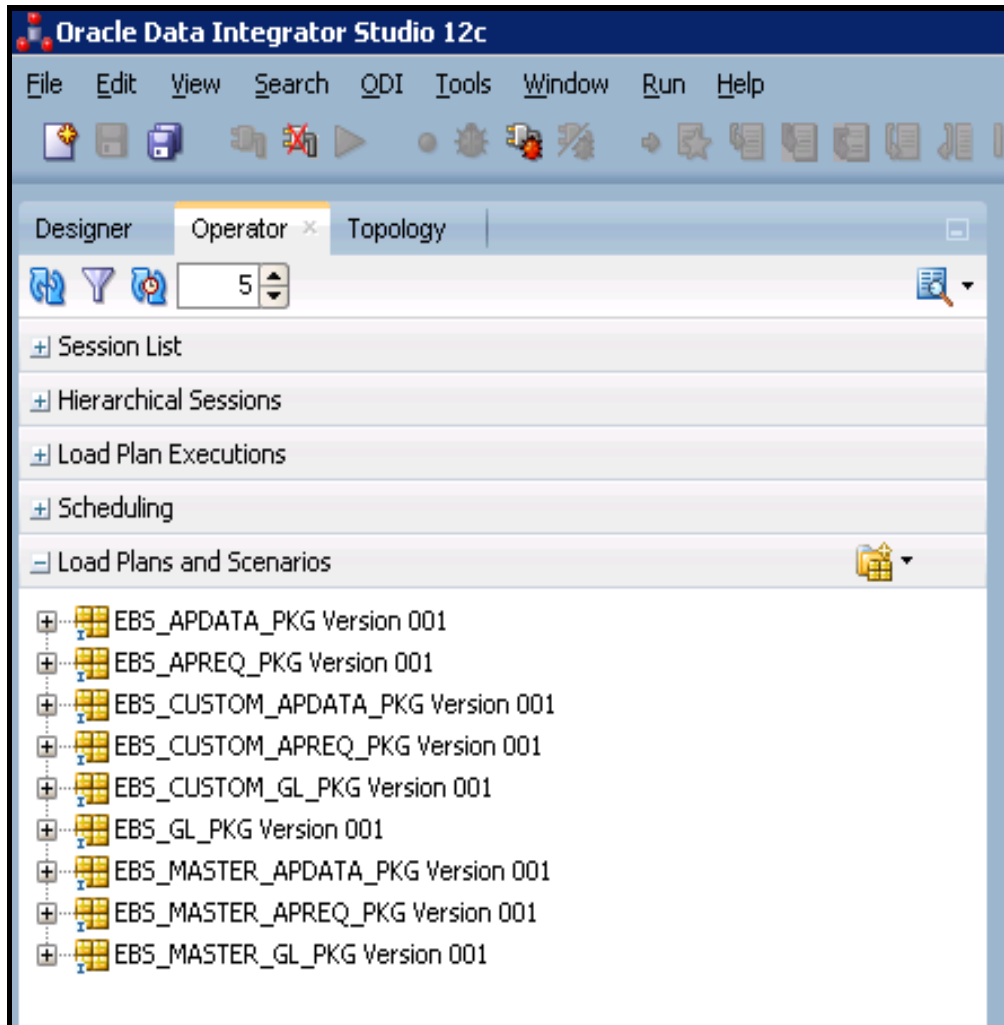 Oracle Data Integrator Studio 12c
File Edit View Search ODI Tools Window Run Help
Designer Operator Topology
5
Session List
Hierarchical Sessions
Load Plan Executions
Scheduling
Load Plans and Scenarios
EBS_APDATA_PKG Version 001
EBS_APREQ_PKG Version 001
EBS_CUSTOM_APDATA_PKG Version 001
EBS_CUSTOM_APREQ_PKG Version 001
EBS_CUSTOM_GL_PKG Version 001
EBS_GL_PKG Version 001
EBS_MASTER_APDATA_PKG Version 001
EBS_MASTER_APREQ_PKG Version 001
EBS_MASTER_GL_PKG Version 001